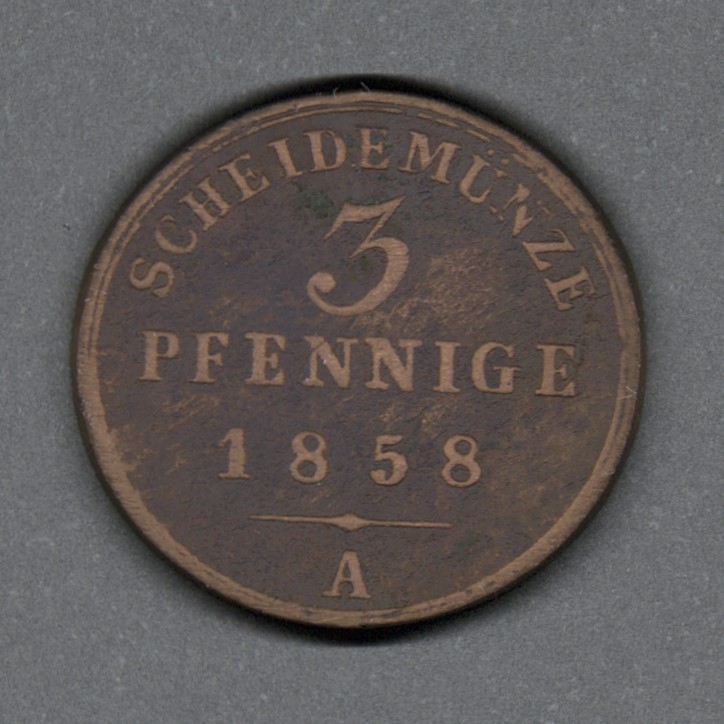 SCHEIDEMÜNZE
3
PFENNIGE
1858
A